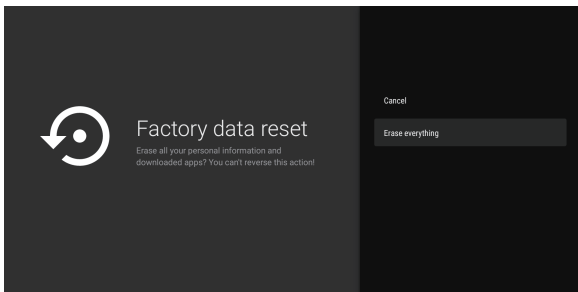 Factory data reset
Erase all your personal information and
downloaded apps? You can't reverse this action!
Cancel
Erase everything